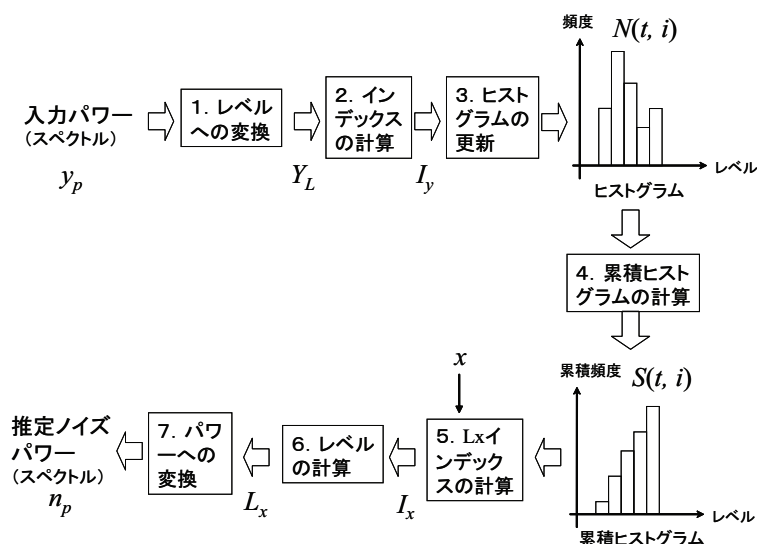 頻度
N(t, i)
入力パワー
(スペクトル)
y_p
1. レベル
への変換
Y_L
2. イン
デックス
の計算
I_y
3. ヒスト
グラムの
更新
レベル
ヒストグラム
4. 累積ヒスト
グラムの計算
累積頻度
S(t, i)
レベル
累積ヒストグラム
x
5. Lxイ
ンデック
スの計算
I_x
6. レベル
の計算
L_x
7. パワ
ーへの
変換
推定ノイズ
パワー
(スペクトル)
n_p